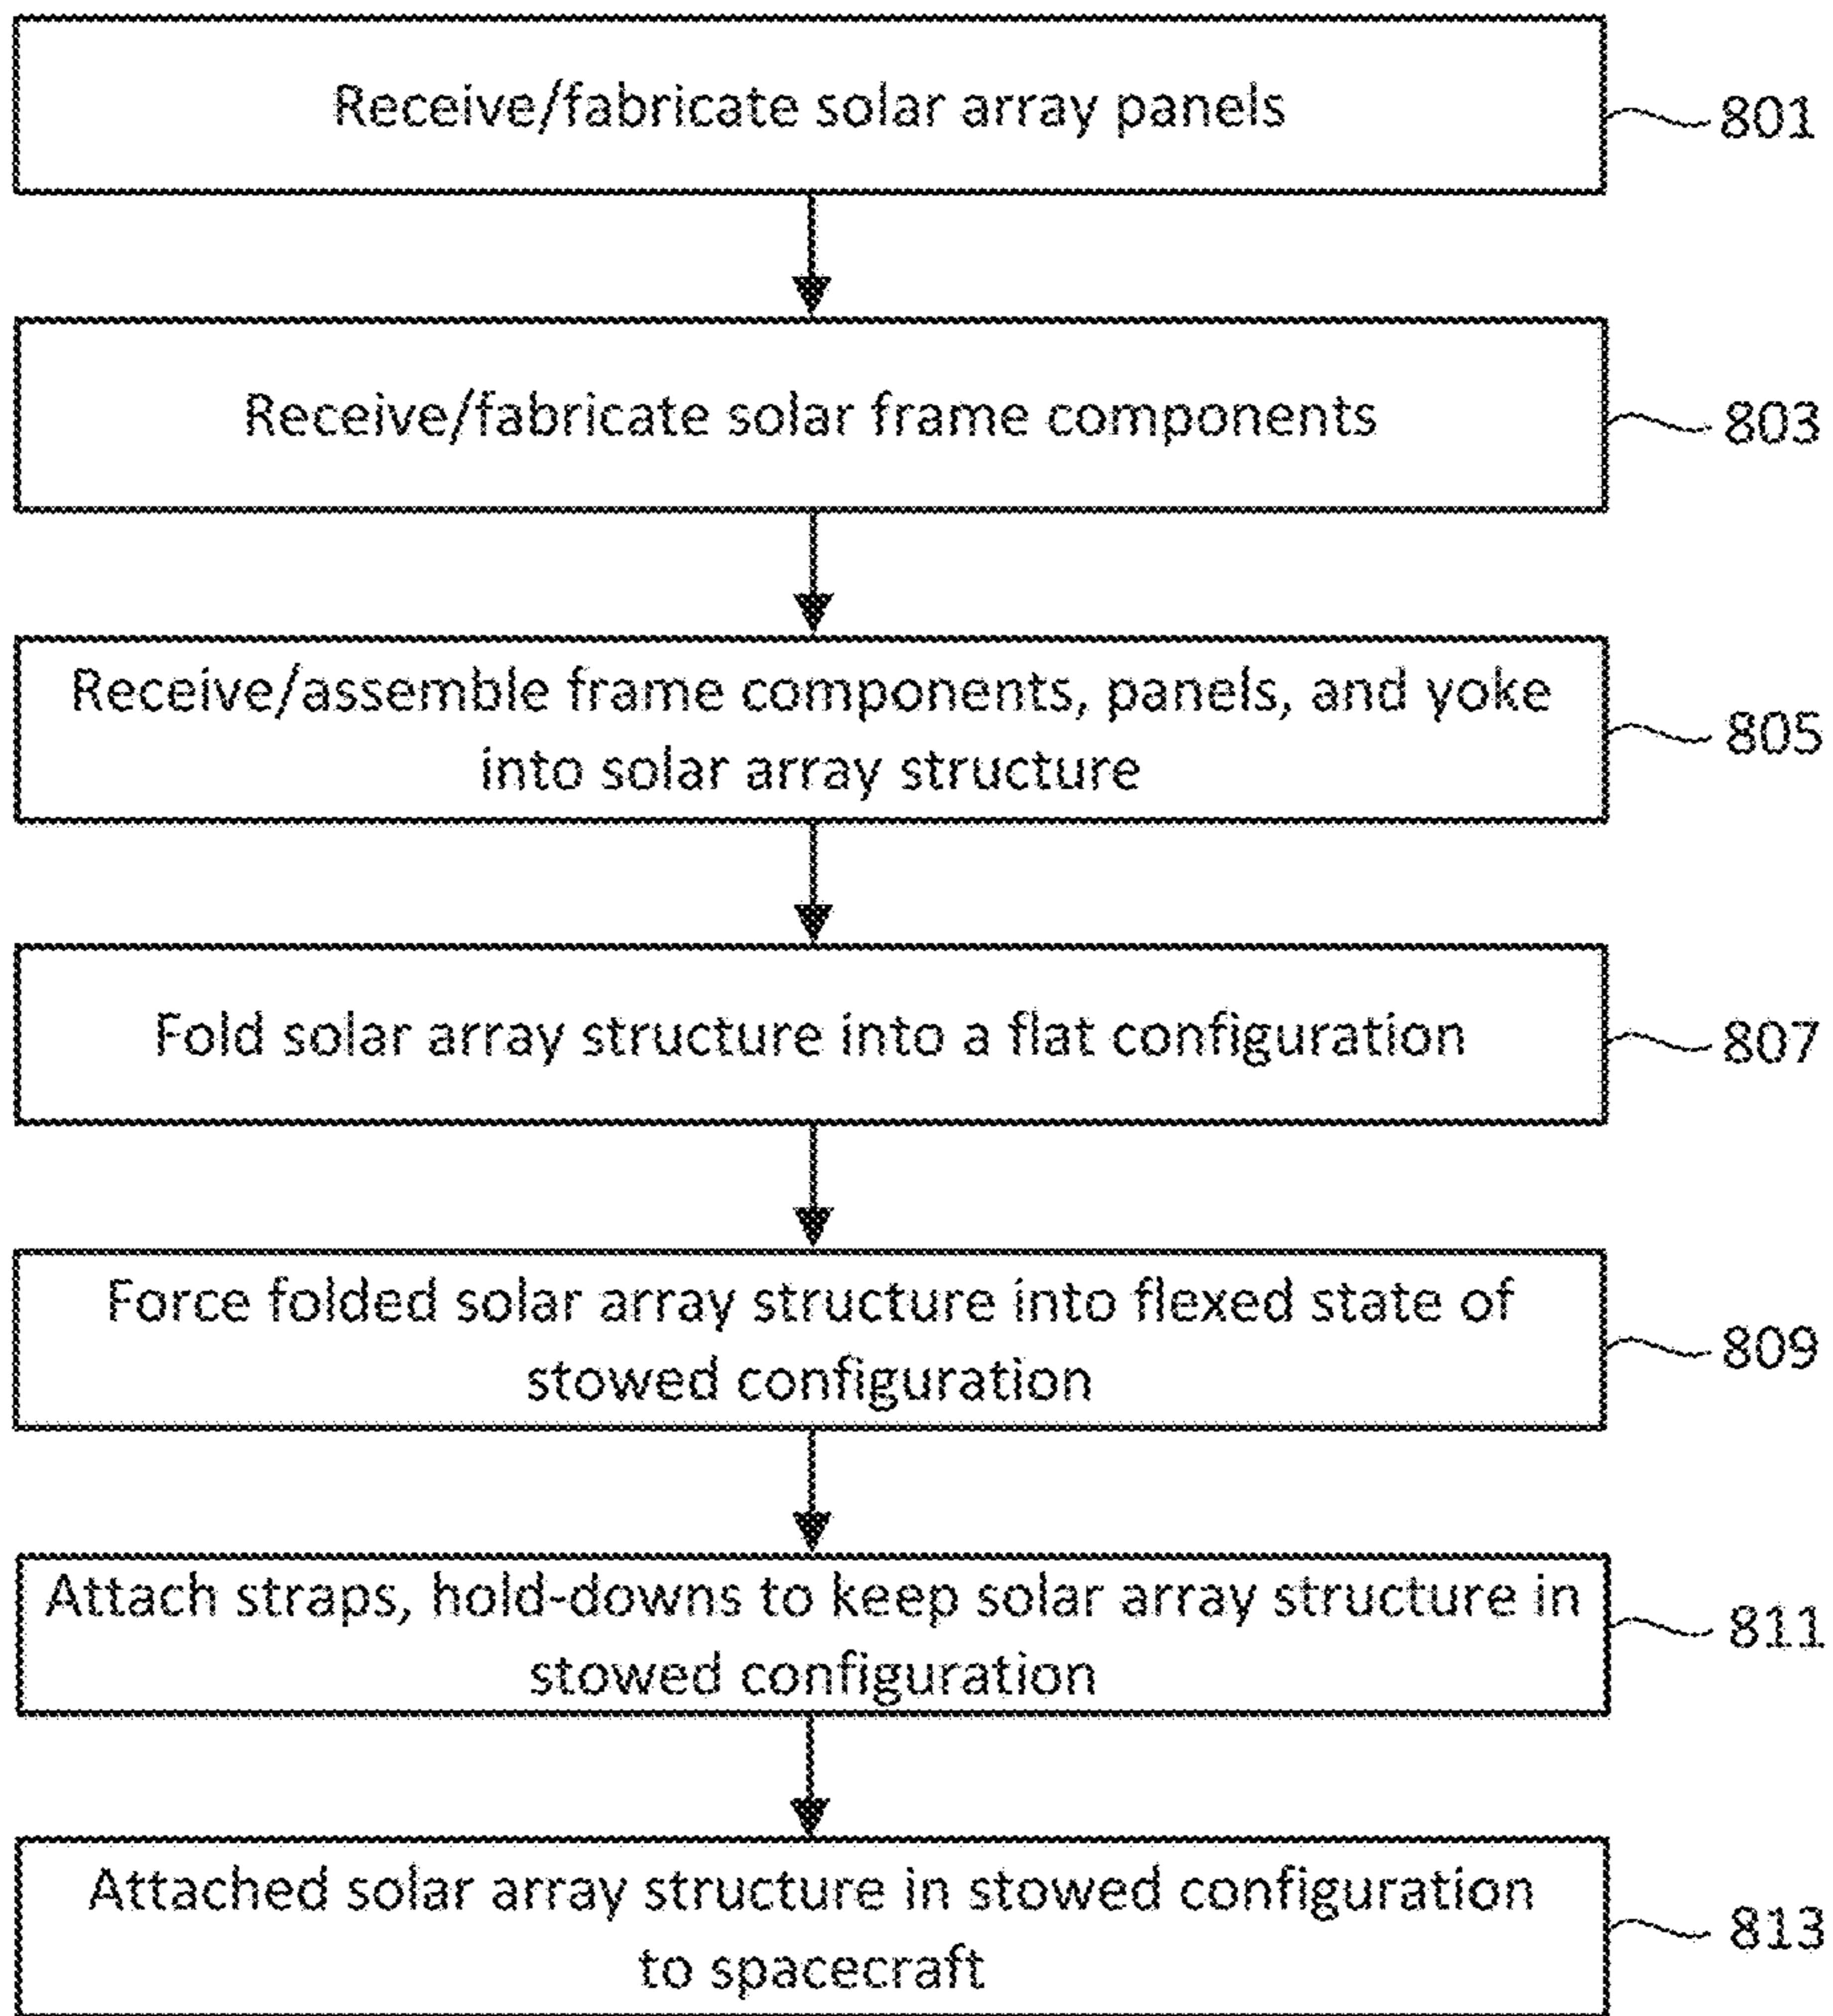 Receive/fabricate solar array panels
801
Receive/fabricate solar frame components
803
Receive/assemble frame components, panels, and yoke
into solar array structure
805
Fold solar array structure into a flat configuration
807
Force folded solar array structure into flexed state of
stowed configuration
809
Attach straps, hold-downs to keep solar array structure in
stowed configuration
811
Attached solar array structure in stowed configuration
to spacecraft
813